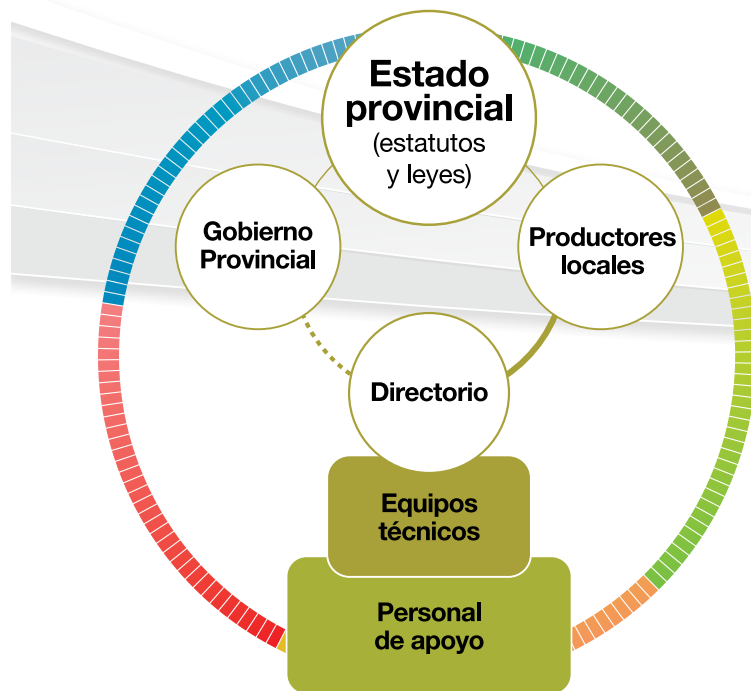 Estado
provincial
(estatutos
y leyes)
Gobierno
Provincial
Productores
locales
Directorio
Equipos
técnicos
Personal
de apoyo